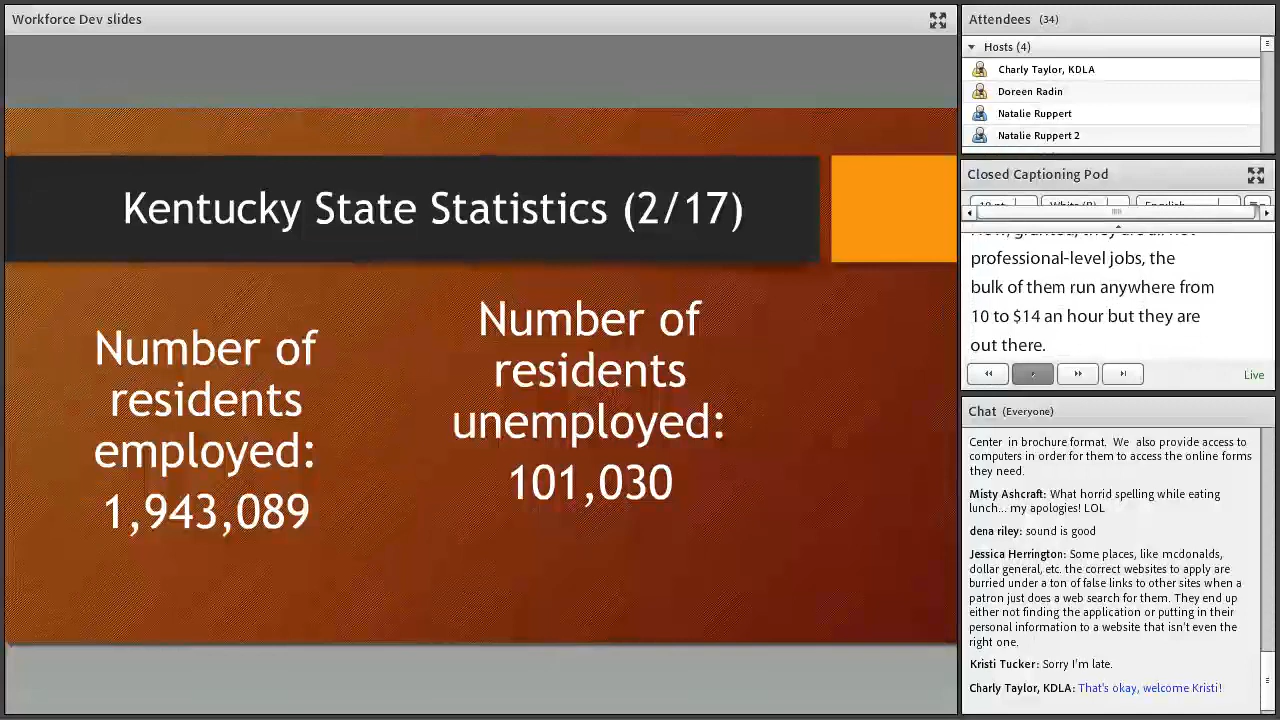 Workforce Dev slides
Kentucky State Statistics (2/17)
Number of
residents
employed:
1,943,089
Number of
residents
unemployed:
101,030
Attendees (34)
Hosts (4)
Charly Taylor, KDLA
Doreen Radin
Natalie Ruppert
Natalie Ruppert 2
Closed Captioning Pod
professional-level jobs, the
bulk of them run anywhere from
10 to $14 an hour but they are
out there.
Live
Chat (Everyone)
Center in brochure format. We also provide access to
computers in order for them to access the online forms
they need.
Misty Ashcraft: What horrid spelling while eating
lunch... my apologies! LOL
dena riley: sound is good
Jessica Herrington: Some places, like mcdonalds,
dollar general, etc. the correct websites to apply are
burried under a ton of false links to other sites when a
patron just does a web search for them. They end up
either not finding the application or putting in their
personal information to a website that isn't even the
right one.
Kristi Tucker: Sorry I'm late.
Charly Taylor, KDLA: That's okay, welcome Kristi!